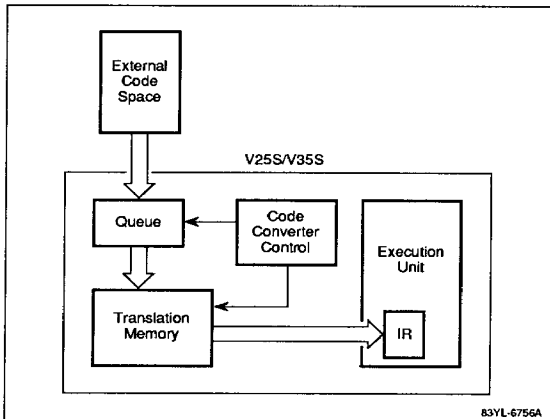 External
Code
Space
V25S/V35S
Queue
Code
Converter
Control
Execution
Unit
Translation
Memory
IR
83YL-6756A